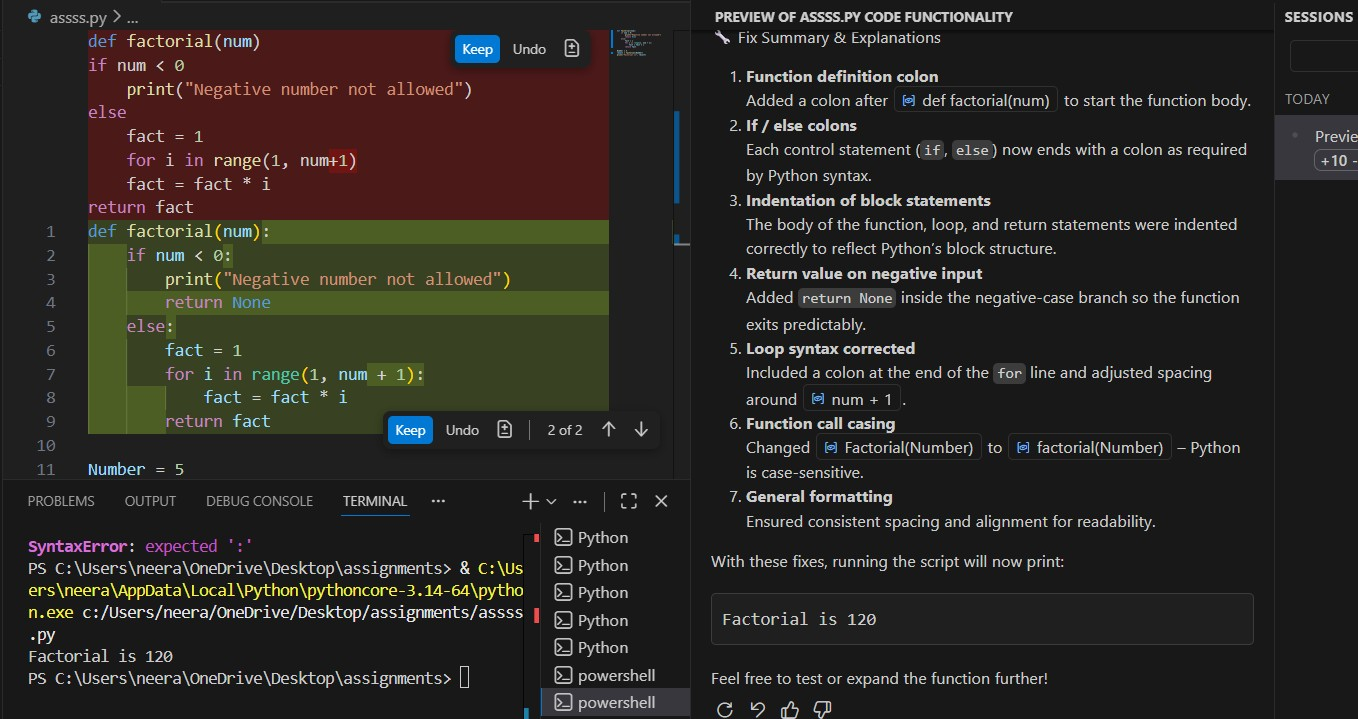 assss.py > ...
def factorial(num)
if num < 0
    print("Negative number not allowed")
else
    fact = 1
    for i in range(1, num+1)
    fact = fact * i
return fact
Keep Undo
1 def factorial(num):
2     if num < 0:
3         print("Negative number not allowed")
4         return None
5     else:
6         fact = 1
7         for i in range(1, num + 1):
8             fact = fact * i
9         return fact
10
11 Number = 5
Keep Undo 2 of 2
PROBLEMS OUTPUT DEBUG CONSOLE TERMINAL ...
SyntaxError: expected ':'
PS C:\Users\neera\OneDrive\Desktop\assignments> & C:\Us
ers\neera\AppData\Local\Python\pythoncore-3.14-64\pytho
n.exe c:/Users/neera/OneDrive/Desktop/assignments/assss
.py
Factorial is 120
PS C:\Users\neera\OneDrive\Desktop\assignments>
Python
Python
Python
Python
Python
powershell
powershell
PREVIEW OF ASSSS.PY CODE FUNCTIONALITY
Fix Summary & Explanations
1. Function definition colon
Added a colon after def factorial(num) to start the function body.
2. If / else colons
Each control statement (if, else) now ends with a colon as required
by Python syntax.
3. Indentation of block statements
The body of the function, loop, and return statements were indented
correctly to reflect Python's block structure.
4. Return value on negative input
Added return None inside the negative-case branch so the function
exits predictably.
5. Loop syntax corrected
Included a colon at the end of the for line and adjusted spacing
around num + 1 .
6. Function call casing
Changed Factorial(Number) to factorial(Number) – Python
is case-sensitive.
7. General formatting
Ensured consistent spacing and alignment for readability.
With these fixes, running the script will now print:
Factorial is 120
Feel free to test or expand the function further!
SESSIONS
TODAY
Previe
+10 -